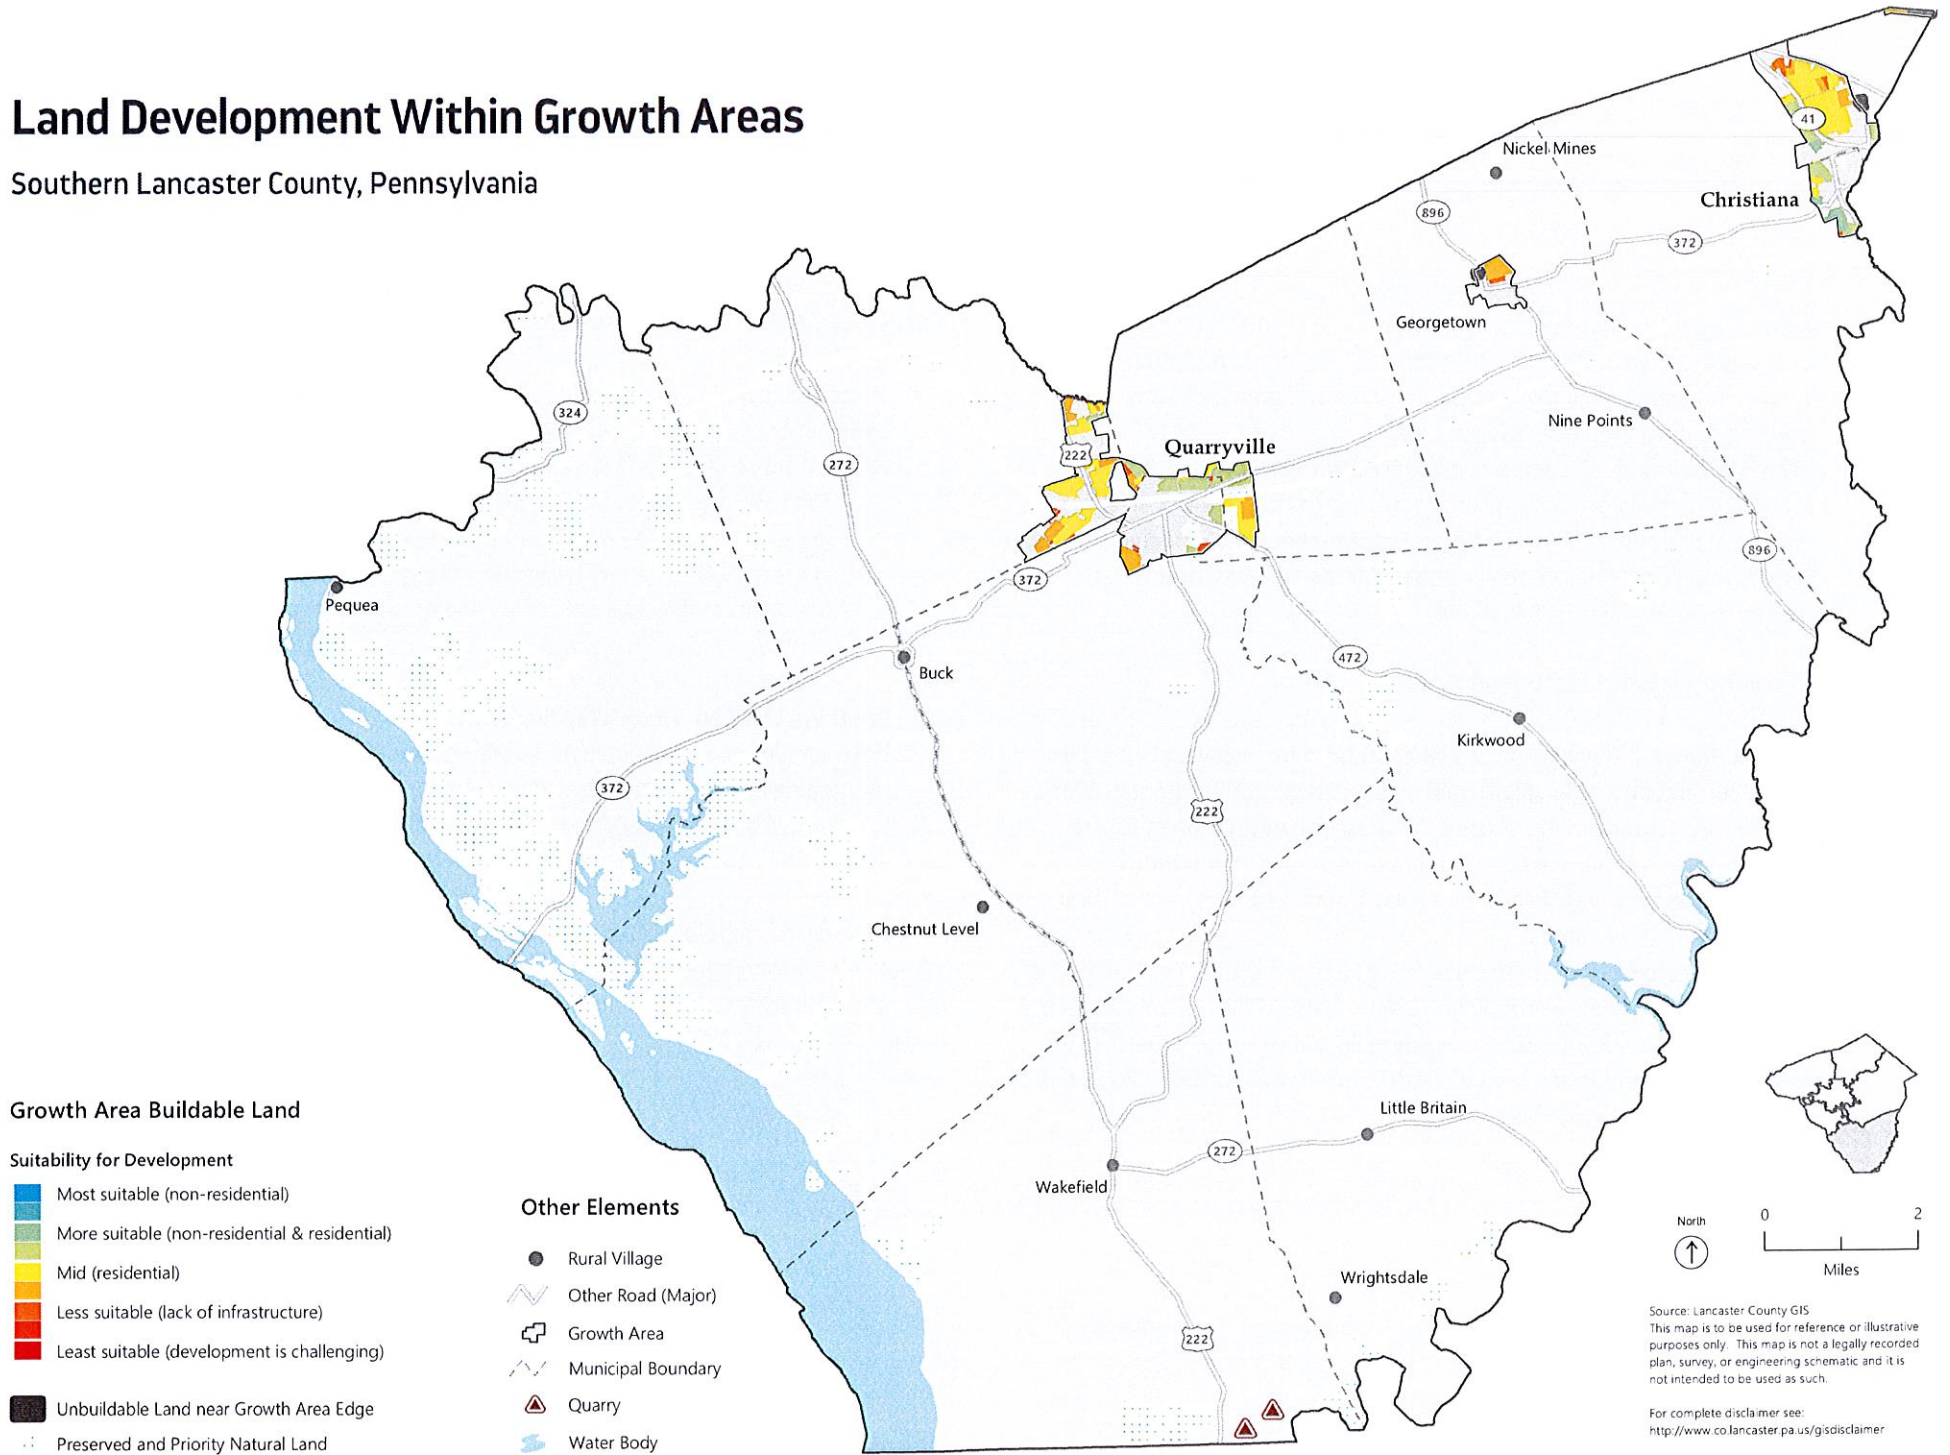 Land Development Within Growth Areas
Southern Lancaster County, Pennsylvania
41
Nickel Mines
896
Christiana
372
Georgetown
324
Nine Points
272
222
Quarryville
896
372
Pequea
Buck
472
Kirkwood
372
222
Chestnut Level
Little Britain
272
Wakefield
Wrightsdale
222
Growth Area Buildable Land
Suitability for Development
Most suitable (non-residential)
More suitable (non-residential & residential)
Mid (residential)
Less suitable (lack of infrastructure)
Least suitable (development is challenging)
Unbuildable Land near Growth Area Edge
Preserved and Priority Natural Land
Other Elements
Rural Village
Other Road (Major)
Growth Area
Municipal Boundary
Quarry
Water Body
North
0 2
Miles
Source: Lancaster County GIS
This map is to be used for reference or illustrative
purposes only. This map is not a legally recorded
plan, survey, or engineering schematic and it is
not intended to be used as such.
For complete disclaimer see:
http://www.co.lancaster.pa.us/gisdisclaimer